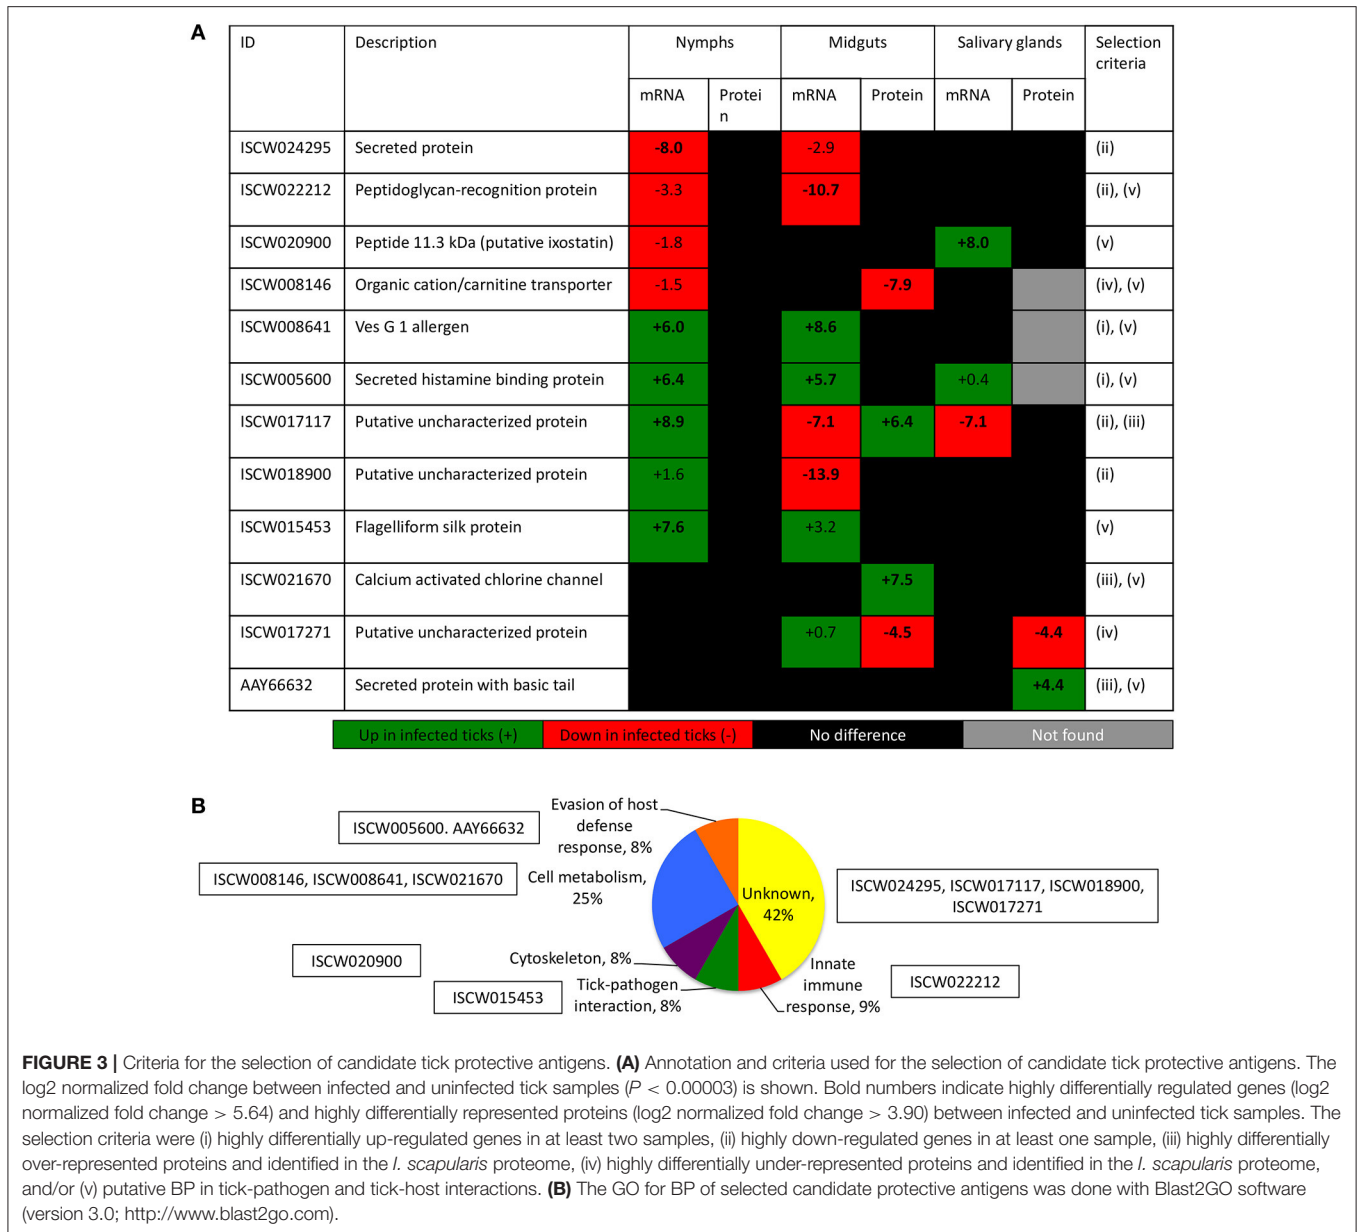 A
ID Description Nymphs Midguts Salivary glands Selection
criteria
mRNA Protei
n mRNA Protein mRNA Protein
ISCW024295 Secreted protein -8.0 -2.9 (ii)
ISCW022212 Peptidoglycan-recognition protein -3.3 -10.7 (ii), (v)
ISCW020900 Peptide 11.3 kDa (putative ixostatin) -1.8 +8.0 (v)
ISCW008146 Organic cation/carnitine transporter -1.5 -7.9 (iv), (v)
ISCW008641 Ves G 1 allergen +6.0 +8.6 (i), (v)
ISCW005600 Secreted histamine binding protein +6.4 +5.7 +0.4 (i), (v)
ISCW017117 Putative uncharacterized protein +8.9 -7.1 +6.4 -7.1 (ii), (iii)
ISCW018900 Putative uncharacterized protein +1.6 -13.9 (ii)
ISCW015453 Flagelliform silk protein +7.6 +3.2 (v)
ISCW021670 Calcium activated chlorine channel +7.5 (iii), (v)
ISCW017271 Putative uncharacterized protein +0.7 -4.5 -4.4 (iv)
AAY66632 Secreted protein with basic tail +4.4 (iii), (v)
Up in infected ticks (+) Down in infected ticks (-) No difference Not found
B
Evasion of host
defense
response, 8%
ISCW005600. AAY66632
Cell metabolism,
25%
ISCW008146, ISCW008641, ISCW021670
Unknown,
42%
ISCW024295, ISCW017117, ISCW018900,
ISCW017271
Cytoskeleton, 8%
ISCW020900
Tick-pathogen
interaction, 8%
ISCW015453
Innate
immune
response, 9%
ISCW022212
FIGURE 3 | Criteria for the selection of candidate tick protective antigens. (A) Annotation and criteria used for the selection of candidate tick protective antigens. The
log2 normalized fold change between infected and uninfected tick samples (P < 0.00003) is shown. Bold numbers indicate highly differentially regulated genes (log2
normalized fold change > 5.64) and highly differentially represented proteins (log2 normalized fold change > 3.90) between infected and uninfected tick samples. The
selection criteria were (i) highly differentially up-regulated genes in at least two samples, (ii) highly down-regulated genes in at least one sample, (iii) highly differentially
over-represented proteins and identified in the I. scapularis proteome, (iv) highly differentially under-represented proteins and identified in the I. scapularis proteome,
and/or (v) putative BP in tick-pathogen and tick-host interactions. (B) The GO for BP of selected candidate protective antigens was done with Blast2GO software
(version 3.0; http://www.blast2go.com).